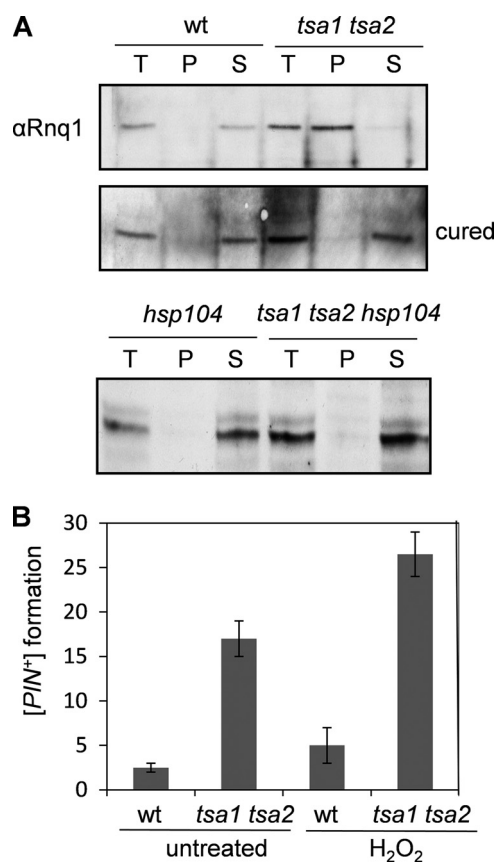 A
wt tsa1 tsa2
T P S T P S
αRnq1
cured
hsp104 tsa1 tsa2 hsp104
T P S T P S
B
[PIN⁺] formation
30
25
20
15
10
5
0
wt tsa1 tsa2 wt tsa1 tsa2
untreated H₂O₂